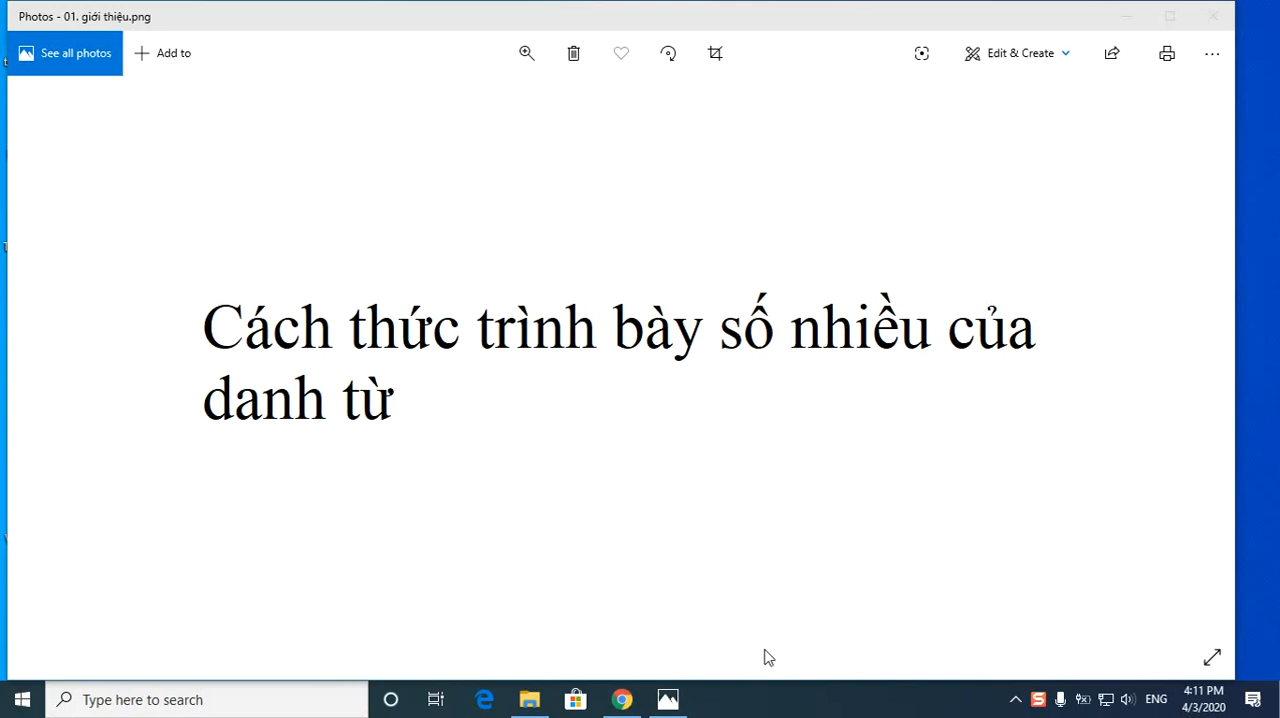 Photos - 01. giới thiệu.png
See all photos
Add to
Edit & Create
Cách thức trình bày số nhiều của
danh từ
Type here to search
ENG
4:11 PM
4/3/2020